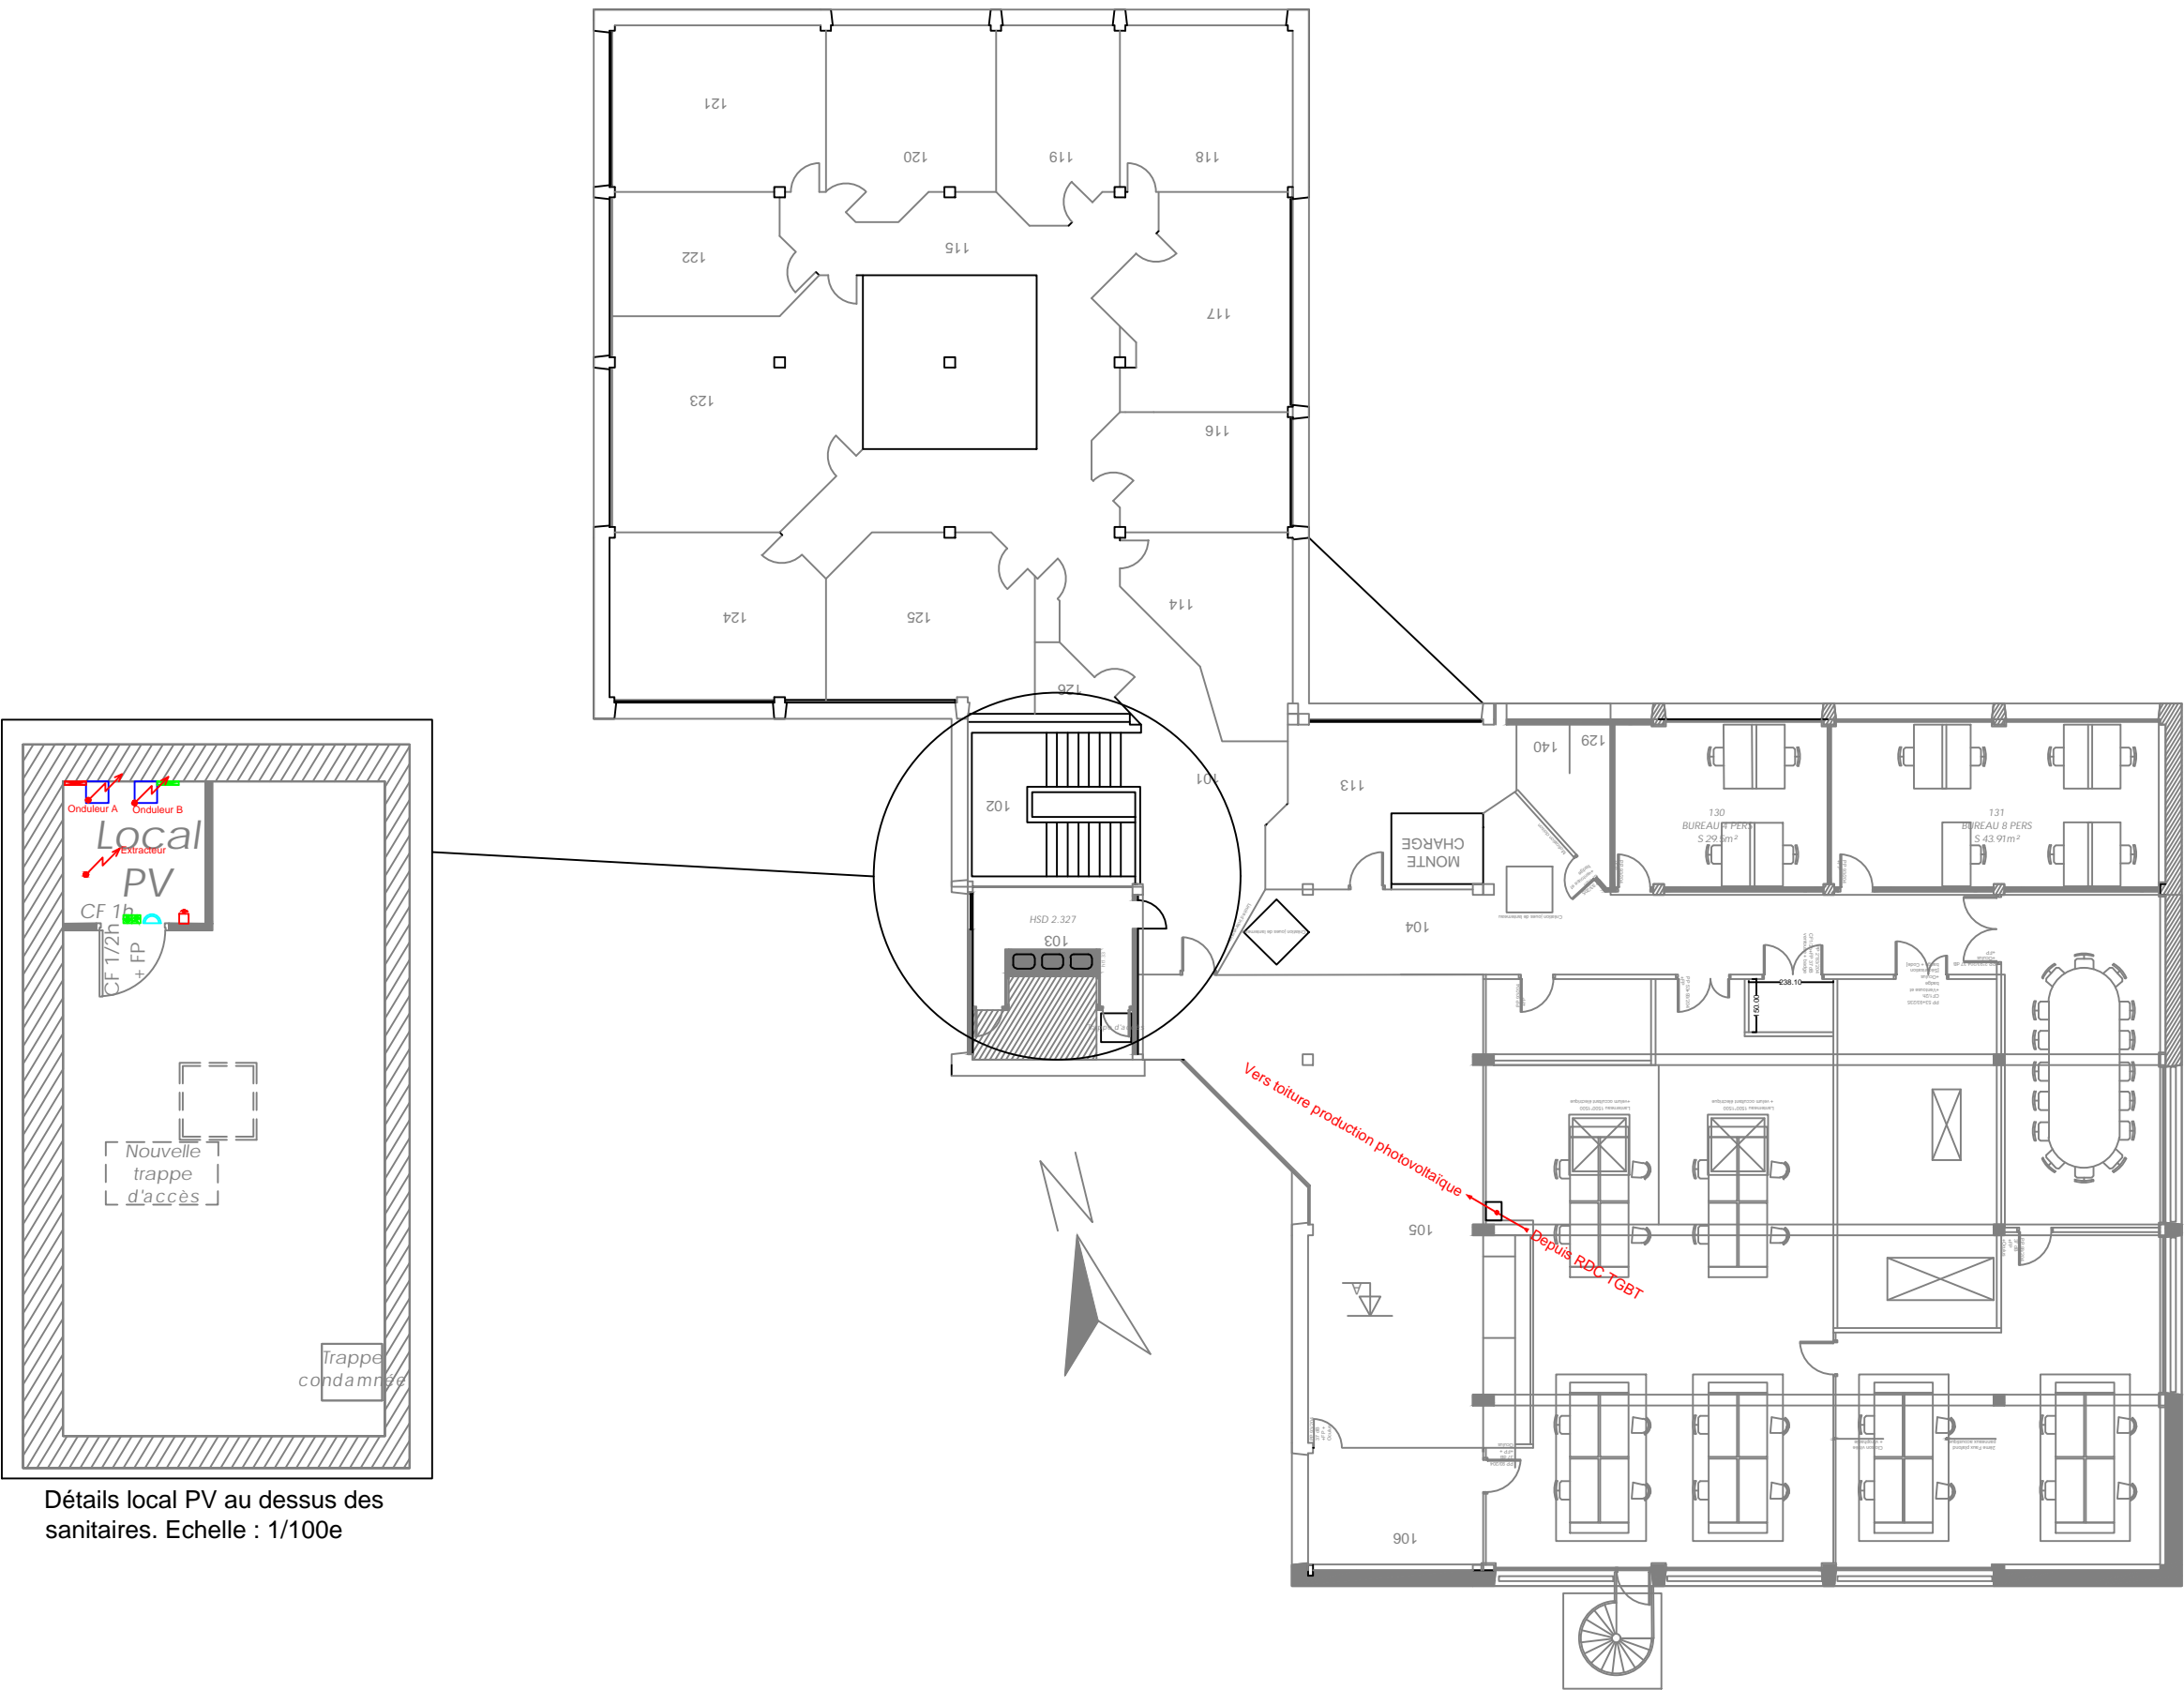 121
120
119
118
122
115
117
123
116
124
125
114
126
101
102
113
140
129
MONTE
CHARGE
130
BUREAU 4 PERS
S 29.5m²
131
BUREAU 8 PERS
S 43.91m²
HSD 2.327
103
104
238.10
50.00
Onduleur A
Onduleur B
Local
PV
Extracteur
CF 1h
CF 1/2h
+ FP
Nouvelle
trappe
d'accès
Trappe
condamnée
Vers toiture production photovoltaïque
Depuis RDC TGBT
105
A
106
Détails local PV au dessus des
sanitaires. Echelle : 1/100e